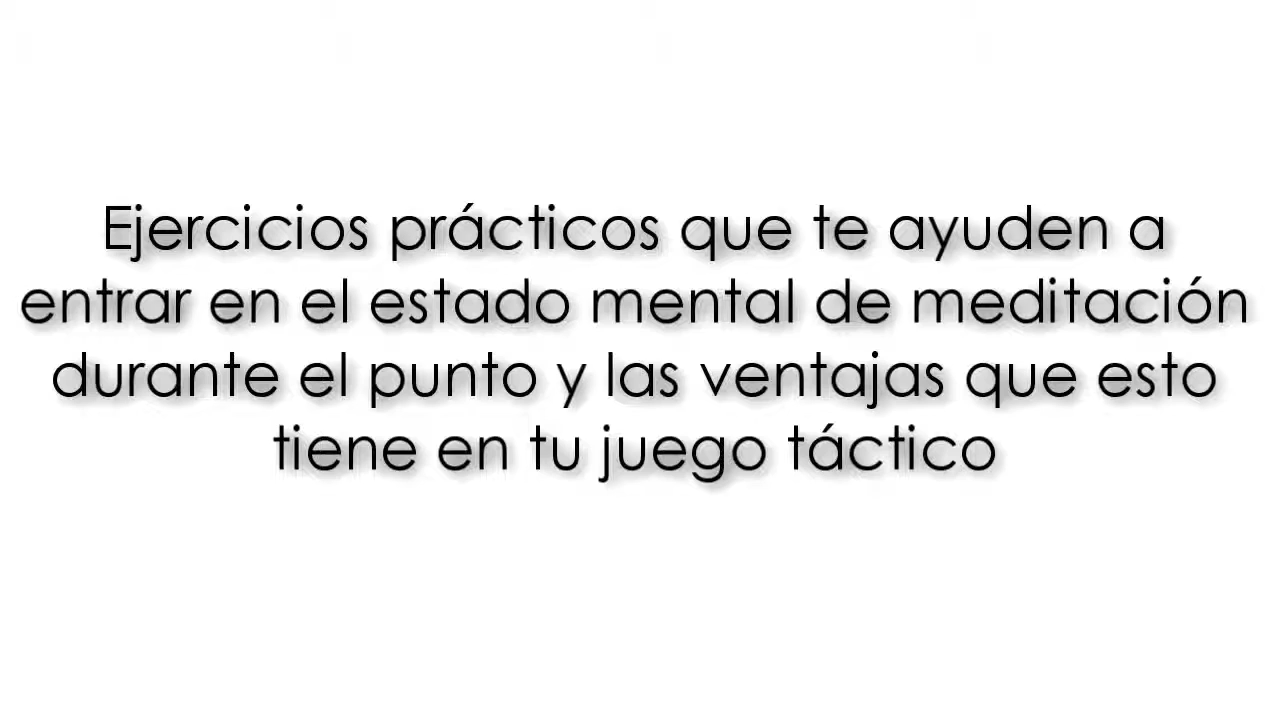 Ejercicios prácticos que te ayuden a
entrar en el estado mental de meditación
durante el punto y las ventajas que esto
tiene en tu juego táctico